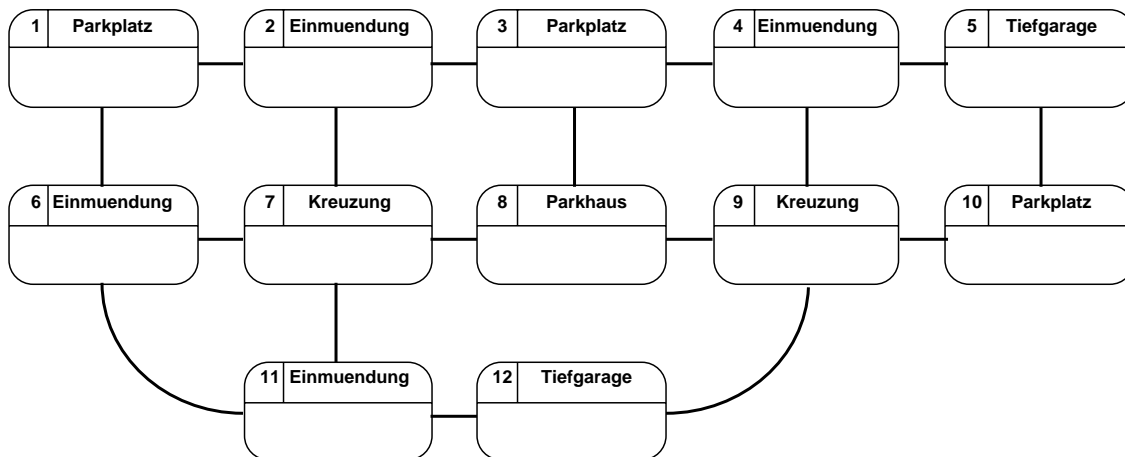 1 Parkplatz 2 Einmuendung 3 Parkplatz 4 Einmuendung 5 Tiefgarage
6 Einmuendung 7 Kreuzung 8 Parkhaus 9 Kreuzung 10 Parkplatz
11 Einmuendung 12 Tiefgarage